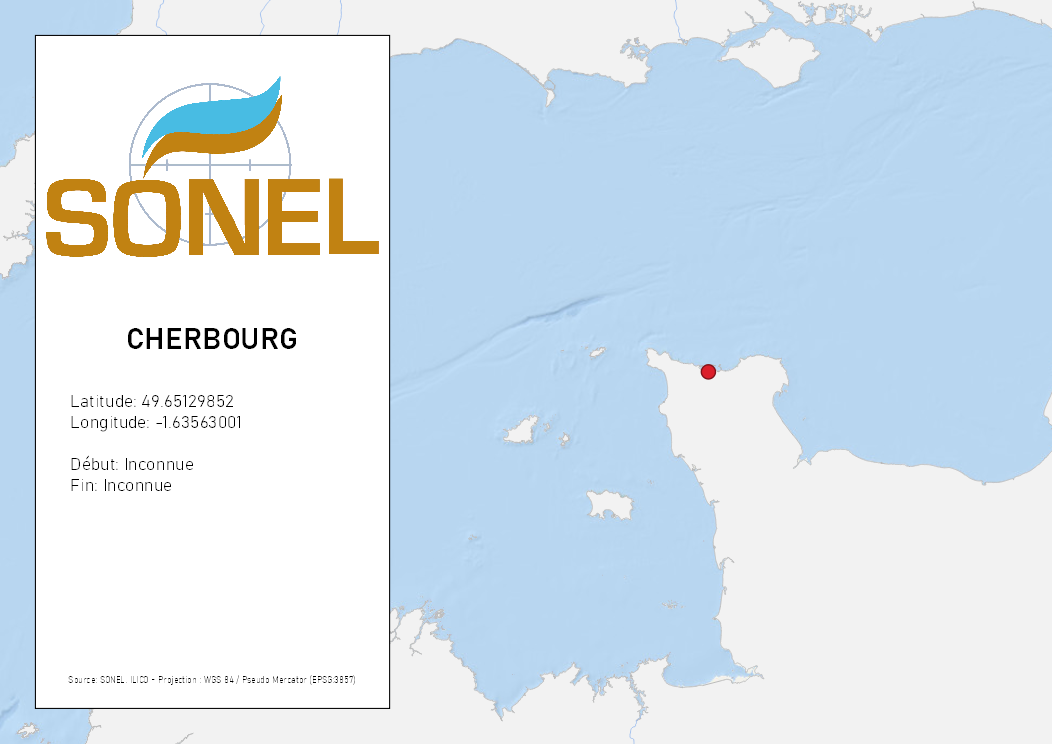 SONEL
CHERBOURG
Latitude: 49.65129852
Longitude: -1.63563001
Début: Inconnue
Fin: Inconnue
Source: SONEL, ILICO - Projection : WGS 84 / Pseudo Mercator (EPSG:3857)